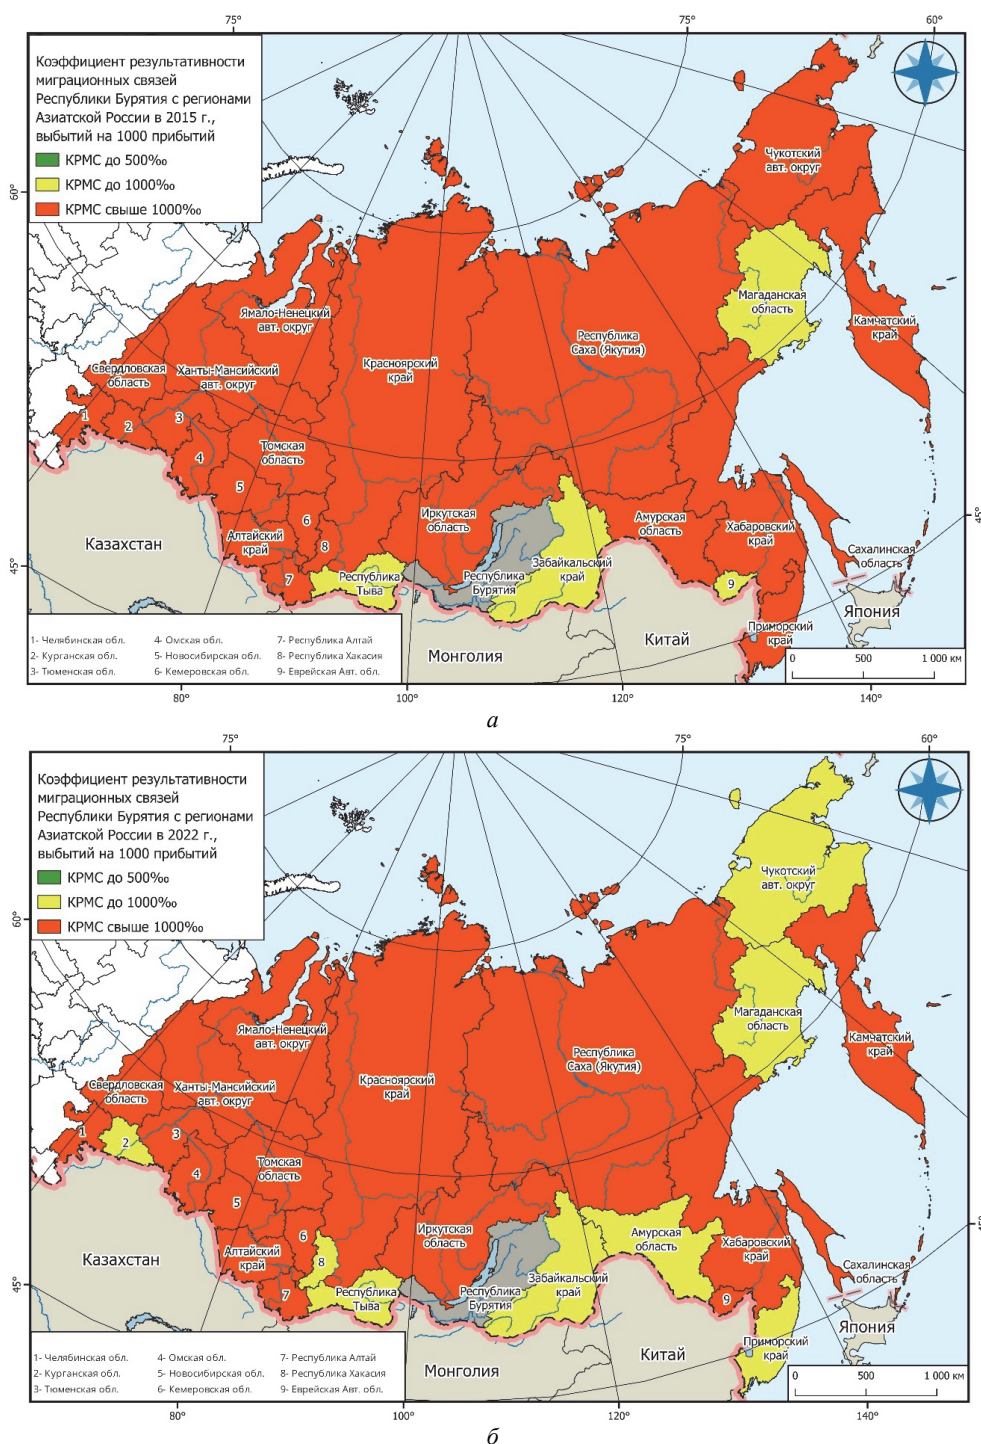 75°
75°
60°
Коэффициент результативности
миграционных связей
Республики Бурятия с регионами
Азиатской России в 2015 г.,
выбытий на 1000 прибытий
КРМС до 500‰
КРМС до 1000‰
КРМС свыше 1000‰
60°
Чукотский
авт. округ
Магаданская
область
Камчатский
край
Ямало-Ненецкий
авт. округ
Республика
Саха (Якутия)
Красноярский
край
Свердловская
область
Ханты-Мансийский
авт. округ
1
2
3
4
Томская
область
5
6
Алтайский
край
8
7
Иркутская
область
Амурская
область
Хабаровский
край
45°
Казахстан
45°
Республика
Тыва
Республика
Бурятия
Забайкальский
край
9
Сахалинская
область
Япония
Приморский
край
Китай
Монголия
1- Челябинская обл.
2- Курганская обл.
3- Тюменская обл.
4- Омская обл.
5- Новосибирская обл.
6- Кемеровская обл.
7- Республика Алтай
8- Республика Хакасия
9- Еврейская Авт. обл.
0 500 1 000 км
80°
100°
120°
140°
а
75°
75°
60°
Коэффициент результативности
миграционных связей
Республики Бурятия с регионами
Азиатской России в 2022 г.,
выбытий на 1000 прибытий
КРМС до 500‰
КРМС до 1000‰
КРМС свыше 1000‰
60°
Чукотский
авт. округ
Магаданская
область
Камчатский
край
Ямало-Ненецкий
авт. округ
Республика
Саха (Якутия)
Красноярский
край
Свердловская
область
Ханты-Мансийский
авт. округ
1
2
3
4
Томская
область
5
6
Алтайский
край
8
7
Иркутская
область
Амурская
область
Хабаровский
край
45°
Казахстан
45°
Республика
Тыва
Республика
Бурятия
Забайкальский
край
9
Сахалинская
область
Япония
Приморский
край
Китай
Монголия
1- Челябинская обл.
2- Курганская обл.
3- Тюменская обл.
4- Омская обл.
5- Новосибирская обл.
6- Кемеровская обл.
7- Республика Алтай
8- Республика Хакасия
9- Еврейская Авт. обл.
0 500 1 000 км
80°
100°
120°
140°
б